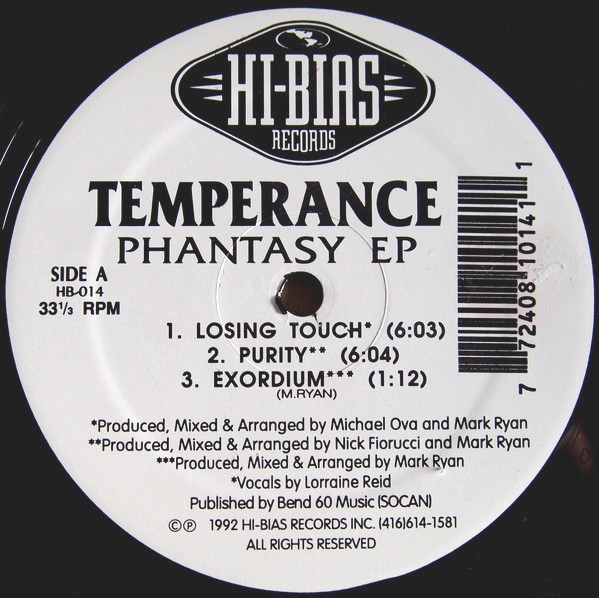 HI-BIAS
RECORDS
TEMPERANCE
PHANTASY EP
SIDE A
HB-014
33⅓ RPM
1. LOSING TOUCH* (6:03)
2. PURITY** (6:04)
3. EXORDIUM*** (1:12)
(M.RYAN)
7 72408 10141 1
*Produced, Mixed & Arranged by Michael Ova and Mark Ryan
**Produced, Mixed & Arranged by Nick Fiorucci and Mark Ryan
***Produced, Mixed & Arranged by Mark Ryan
*Vocals by Lorraine Reid
Published by Bend 60 Music (SOCAN)
©℗ 1992 HI-BIAS RECORDS INC. (416)614-1581
ALL RIGHTS RESERVED